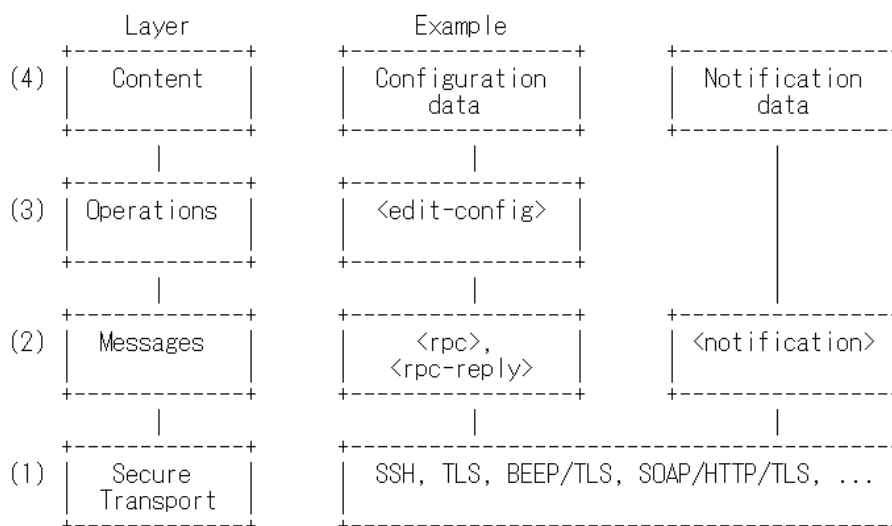 Layer Example
(4) Content Configuration data Notification data
(3) Operations <edit-config>
(2) Messages <rpc>, <rpc-reply> <notification>
(1) Secure Transport SSH, TLS, BEEP/TLS, SOAP/HTTP/TLS, ...